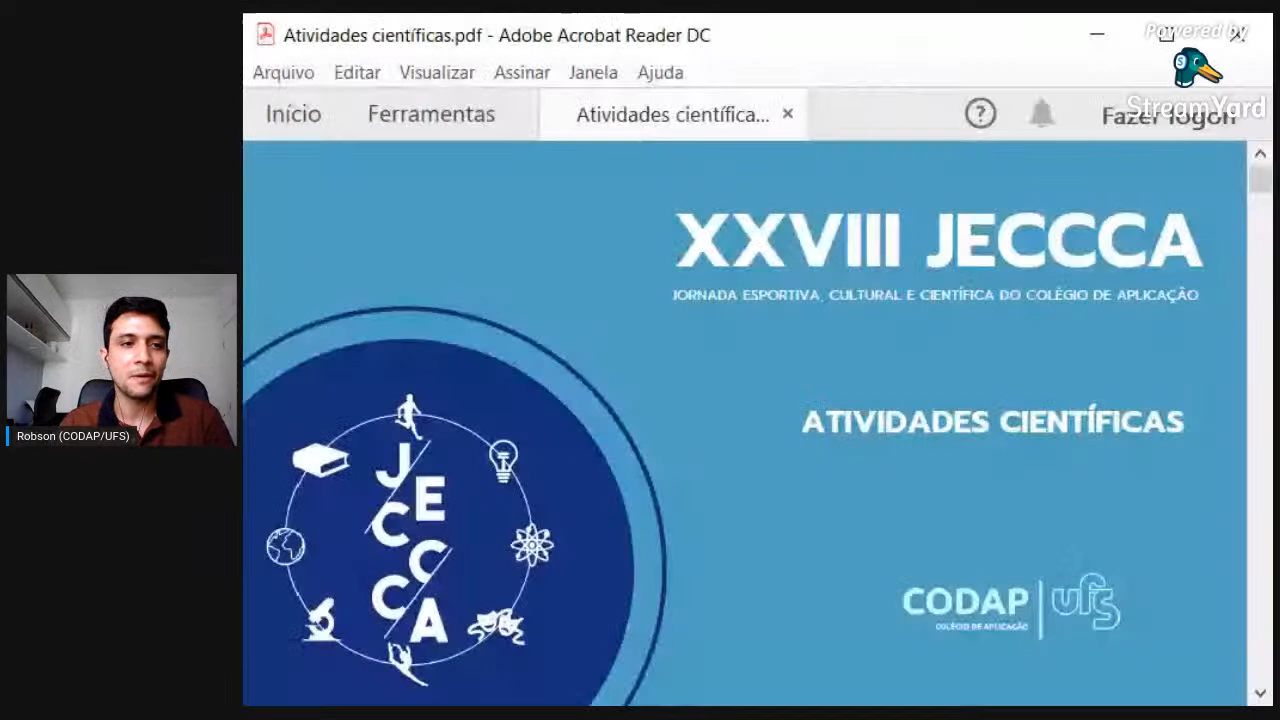 Atividades científicas.pdf - Adobe Acrobat Reader DC
Powered by
StreamYard
Arquivo Editar Visualizar Assinar Janela Ajuda
Início Ferramentas Atividades científica... × ? Fazer logon
XXVIII JECCCA
JORNADA ESPORTIVA, CULTURAL E CIENTÍFICA DO COLÉGIO DE APLICAÇÃO
ATIVIDADES CIENTÍFICAS
J
E
C
C
C
A
CODAP ufs
COLÉGIO DE APLICAÇÃO
Robson (CODAP/UFS)